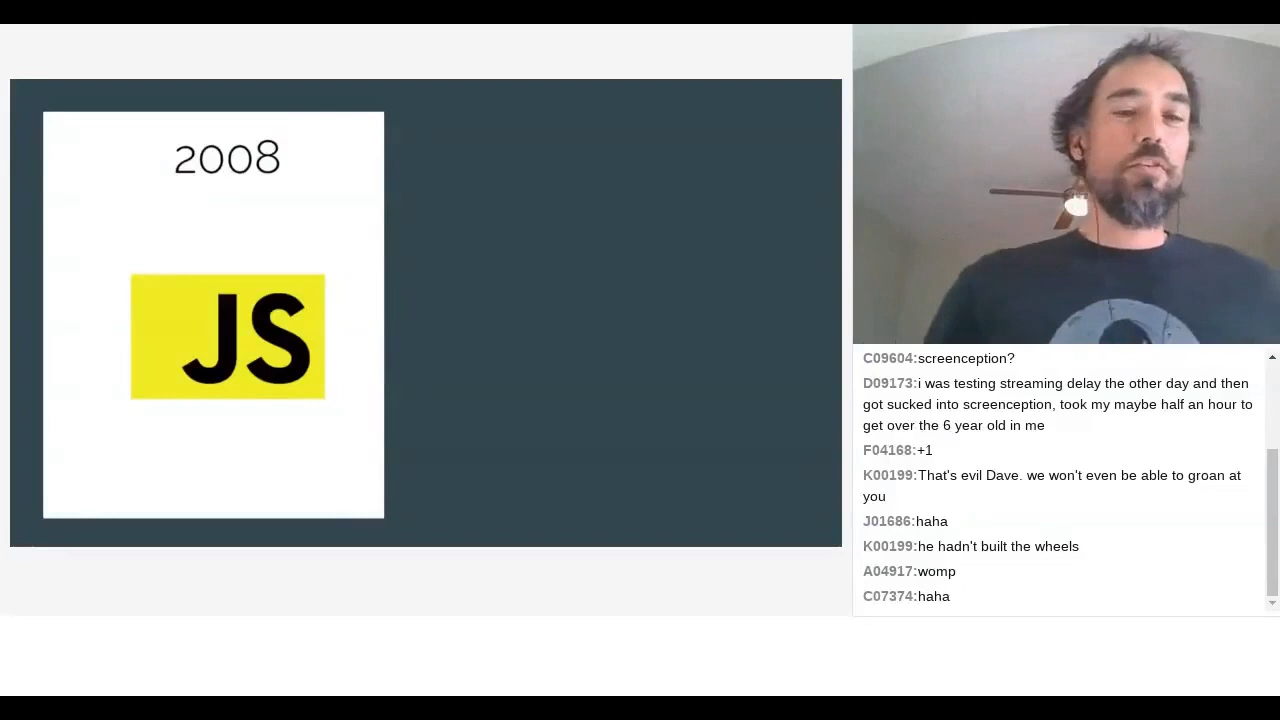 2008
JS
C09604:screenception?
D09173:i was testing streaming delay the other day and then
got sucked into screenception, took my maybe half an hour to
get over the 6 year old in me
F04168:+1
K00199:That's evil Dave. we won't even be able to groan at
you
J01686:haha
K00199:he hadn't built the wheels
A04917:womp
C07374:haha